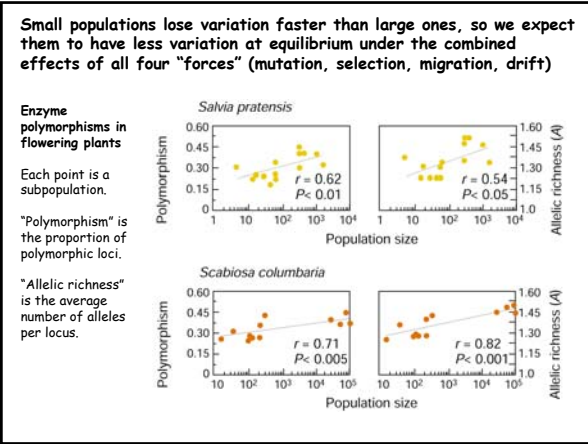 Small populations lose variation faster than large ones, so we expect
them to have less variation at equilibrium under the combined
effects of all four “forces” (mutation, selection, migration, drift)
Enzyme
polymorphisms in
flowering plants
Each point is a
subpopulation.
“Polymorphism” is
the proportion of
polymorphic loci.
“Allelic richness”
is the average
number of alleles
per locus.
Salvia pratensis
Polymorphism
0.60
0.45
0.30
0.15
0
r = 0.62
P< 0.01
1 10 10² 10³ 10⁴
r = 0.54
P< 0.05
1 10 10² 10³ 10⁴
1.60
1.45
1.30
1.15
1.0
Allelic richness (A)
Population size
Scabiosa columbaria
Polymorphism
0.60
0.45
0.30
0.15
0
r = 0.71
P< 0.005
10 10² 10³ 10⁴ 10⁵
r = 0.82
P< 0.001
10 10² 10³ 10⁴ 10⁵
1.60
1.45
1.30
1.15
1.0
Allelic richness (A)
Population size